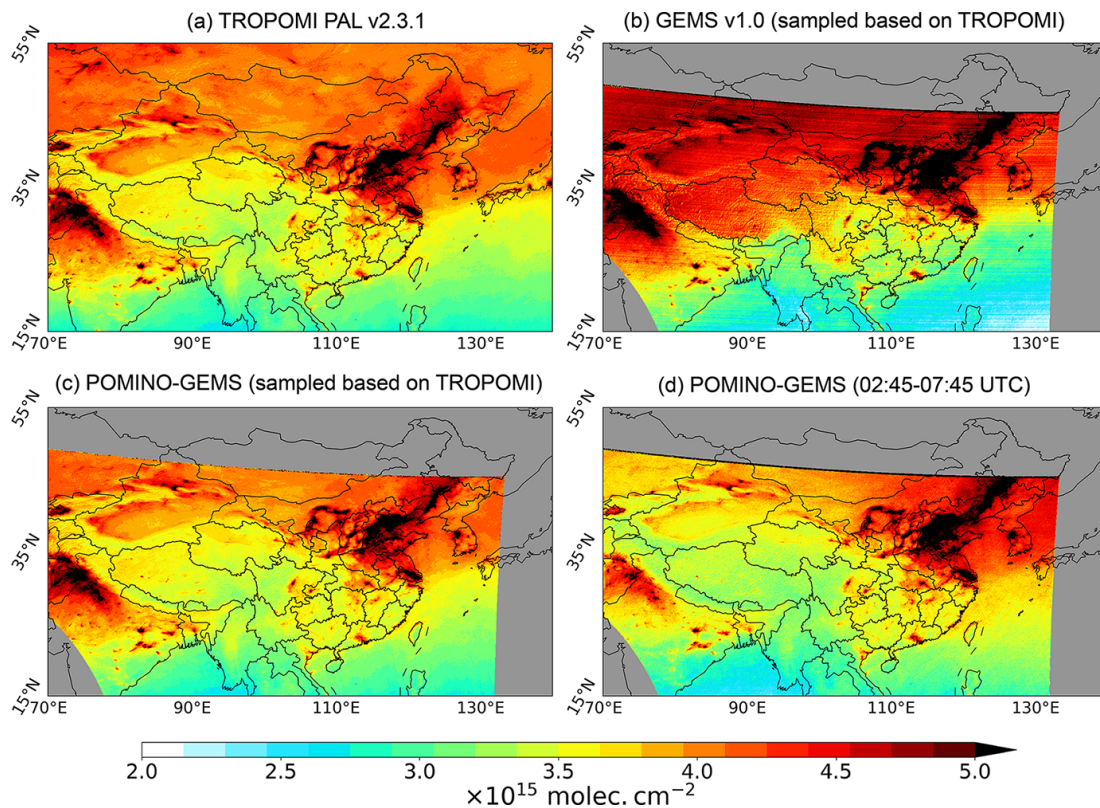 (a) TROPOMI PAL v2.3.1
(b) GEMS v1.0 (sampled based on TROPOMI)
55°N
35°N
15°N
70°E 90°E 110°E 130°E
55°N
35°N
15°N
70°E 90°E 110°E 130°E
(c) POMINO-GEMS (sampled based on TROPOMI)
(d) POMINO-GEMS (02:45-07:45 UTC)
55°N
35°N
15°N
70°E 90°E 110°E 130°E
55°N
35°N
15°N
70°E 90°E 110°E 130°E
2.0 2.5 3.0 3.5 4.0 4.5 5.0
×10¹⁵ molec. cm⁻²